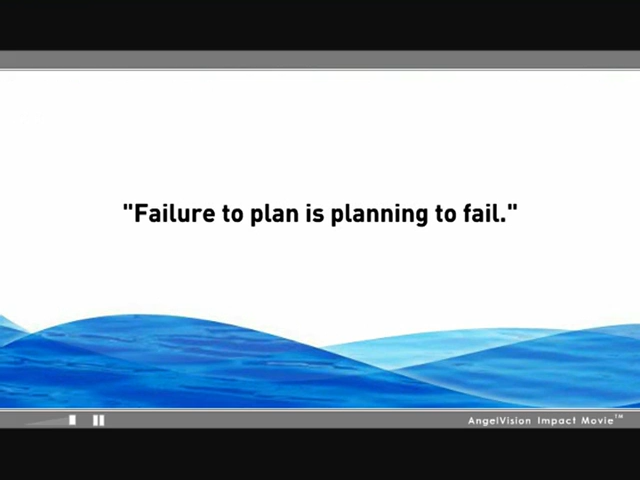 "Failure to plan is planning to fail."
AngelVision Impact Movie™